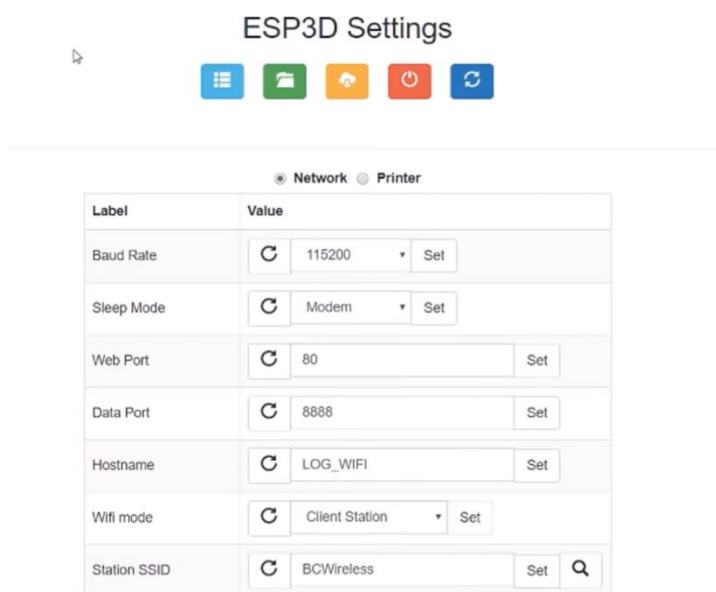 ESP3D Settings
Network Printer
Label Value
Baud Rate 115200 Set
Sleep Mode Modem Set
Web Port 80 Set
Data Port 8888 Set
Hostname LOG_WIFI Set
Wifi mode Client Station Set
Station SSID BCWireless Set